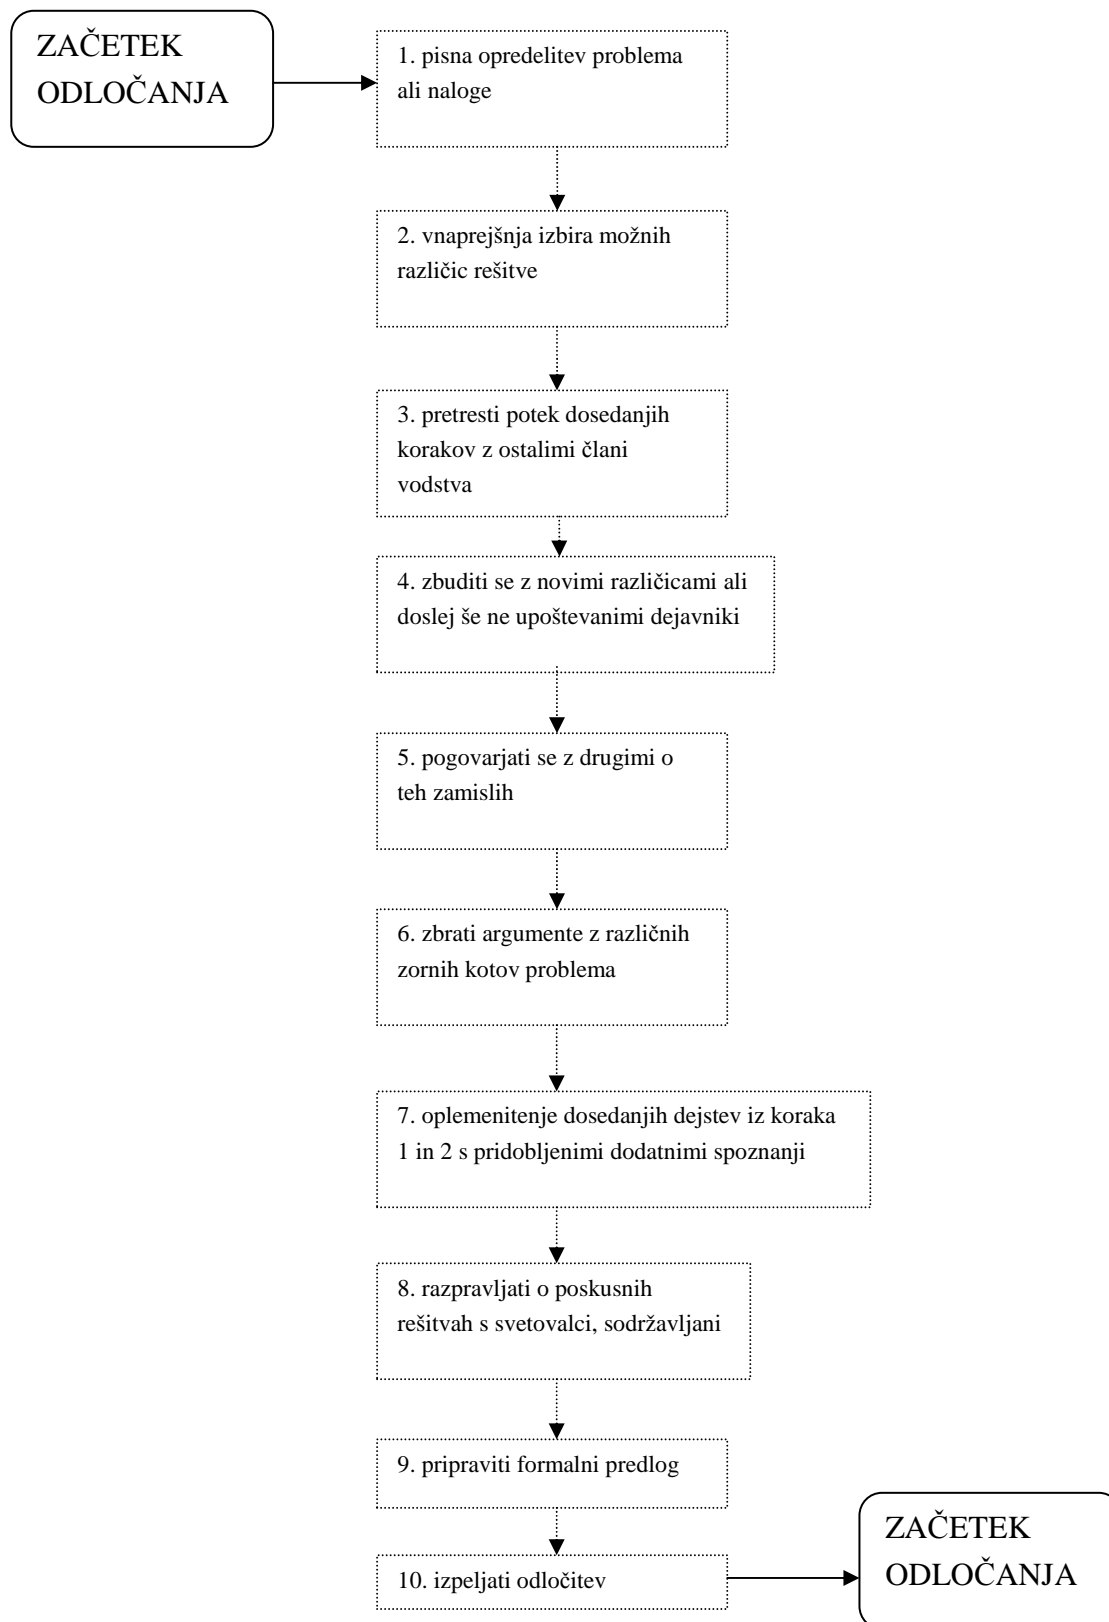 ZAČETEK
ODLOČANJA
1. pisna opredelitev problema
ali naloge
2. vnaprejšnja izbira možnih
različic rešitve
3. pretresti potek dosedanjih
korakov z ostalimi člani
vodstva
4. zbuditi se z novimi različicami ali
doslej še ne upoštevanimi dejavniki
5. pogovarjati se z drugimi o
teh zamislih
6. zbrati argumente z različnih
zornih kotov problema
7. oplemenitenje dosedanjih dejstev iz koraka
1 in 2 s pridobljenimi dodatnimi spoznanji
8. razpravljati o poskusnih
rešitvah s svetovalci, sodržavljani
9. pripraviti formalni predlog
10. izpeljati odločitev
ZAČETEK
ODLOČANJA